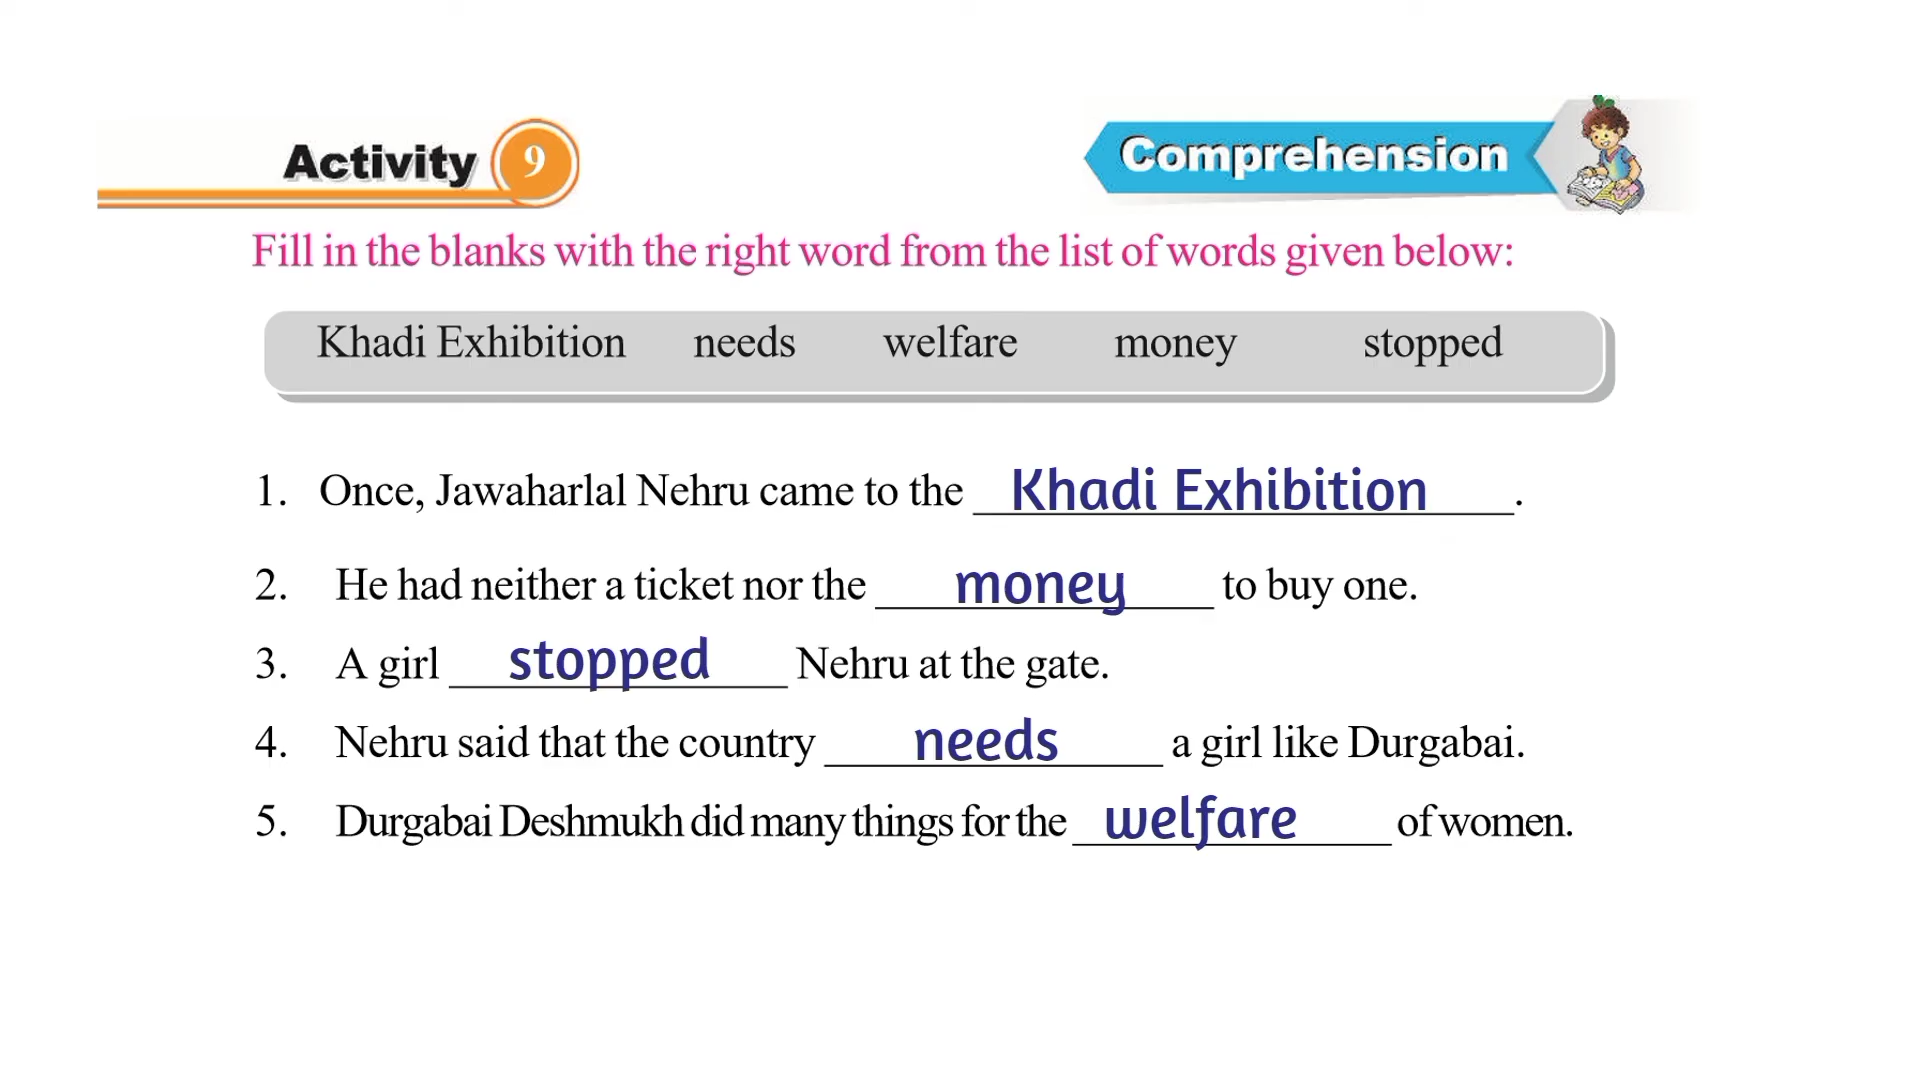 Activity 9
Comprehension
Fill in the blanks with the right word from the list of words given below:
Khadi Exhibition needs welfare money stopped
1. Once, Jawaharlal Nehru came to the Khadi Exhibition.
2. He had neither a ticket nor the money to buy one.
3. A girl stopped Nehru at the gate.
4. Nehru said that the country needs a girl like Durgabai.
5. Durgabai Deshmukh did many things for the welfare of women.